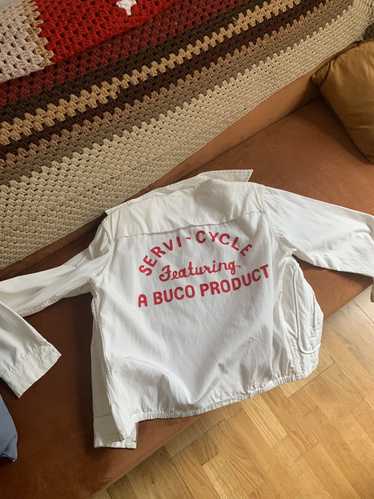 SERVI-CYCLE
Featuring
A BUCO PRODUCT